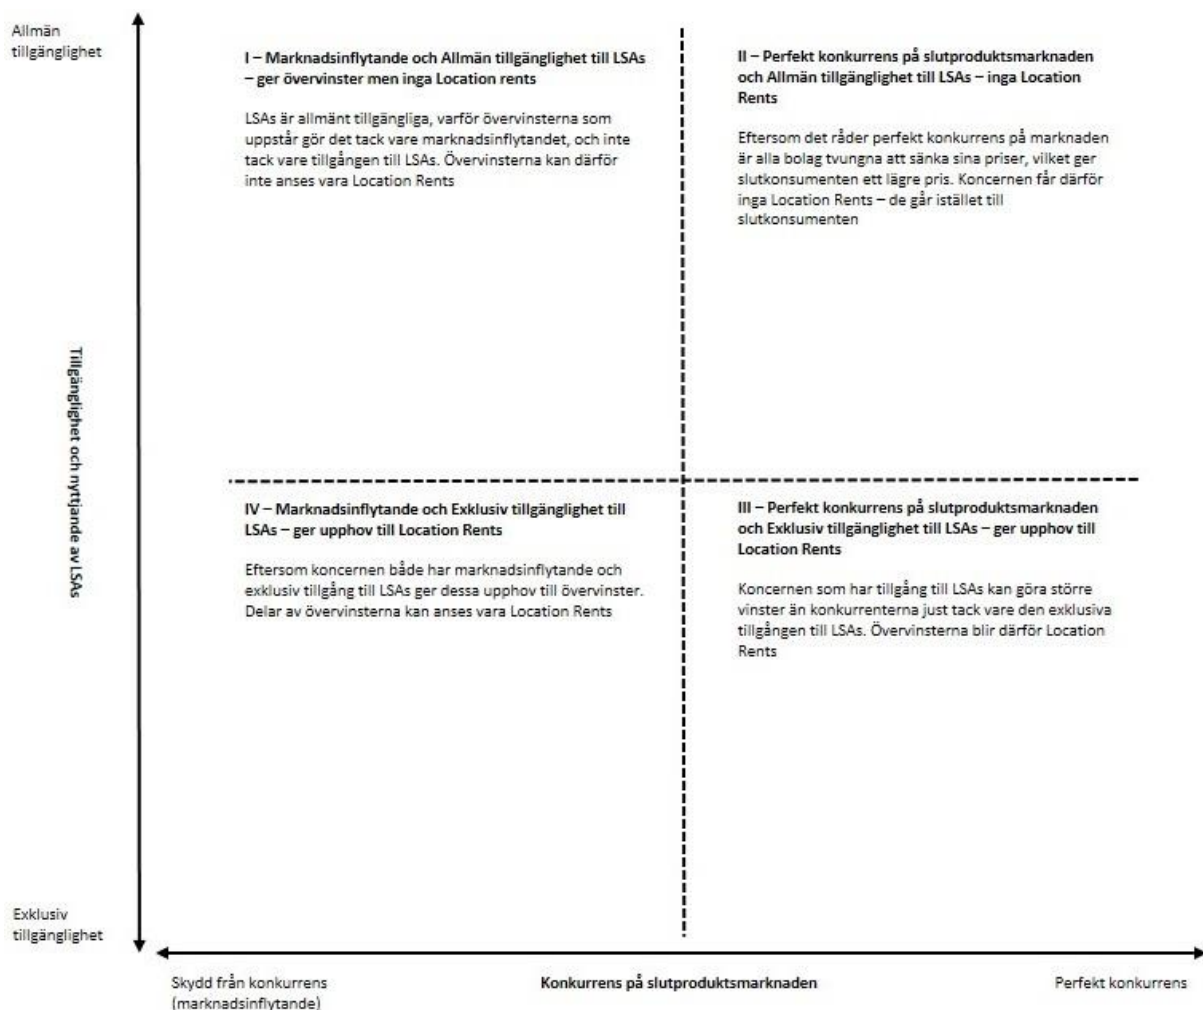 Allmän
tillgänglighet
I – Marknadsinflytande och Allmän tillgänglighet till LSAs
– ger övervinster men inga Location rents
LSAs är allmänt tillgängliga, varför övervinsterna som
uppstår gör det tack vare marknadsinflytandet, och inte
tack vare tillgången till LSAs. Övervinsterna kan därför
inte anses vara Location Rents
II – Perfekt konkurrens på slutproduktsmarknaden
och Allmän tillgänglighet till LSAs – inga Location
Rents
Eftersom det råder perfekt konkurrens på marknaden
är alla bolag tvungna att sänka sina priser, vilket ger
slutkonsumenten ett lägre pris. Koncernen får därför
inga Location Rents – de går istället till
slutkonsumenten
Tillgänglighet och nyttjande av LSAs
IV – Marknadsinflytande och Exklusiv tillgänglighet till
LSAs – ger upphov till Location Rents
Eftersom koncernen både har marknadsinflytande och
exklusiv tillgång till LSAs ger dessa upphov till övervinster.
Delar av övervinsterna kan anses vara Location Rents
III – Perfekt konkurrens på slutproduktsmarknaden
och Exklusiv tillgänglighet till LSAs – ger upphov till
Location Rents
Koncernen som har tillgång till LSAs kan göra större
vinster än konkurrenterna just tack vare den exklusiva
tillgången till LSAs. Övervinsterna blir därför Location
Rents
Exklusiv
tillgänglighet
Skydd från konkurrens
(marknadsinflytande)
Konkurrens på slutproduktsmarknaden
Perfekt konkurrens